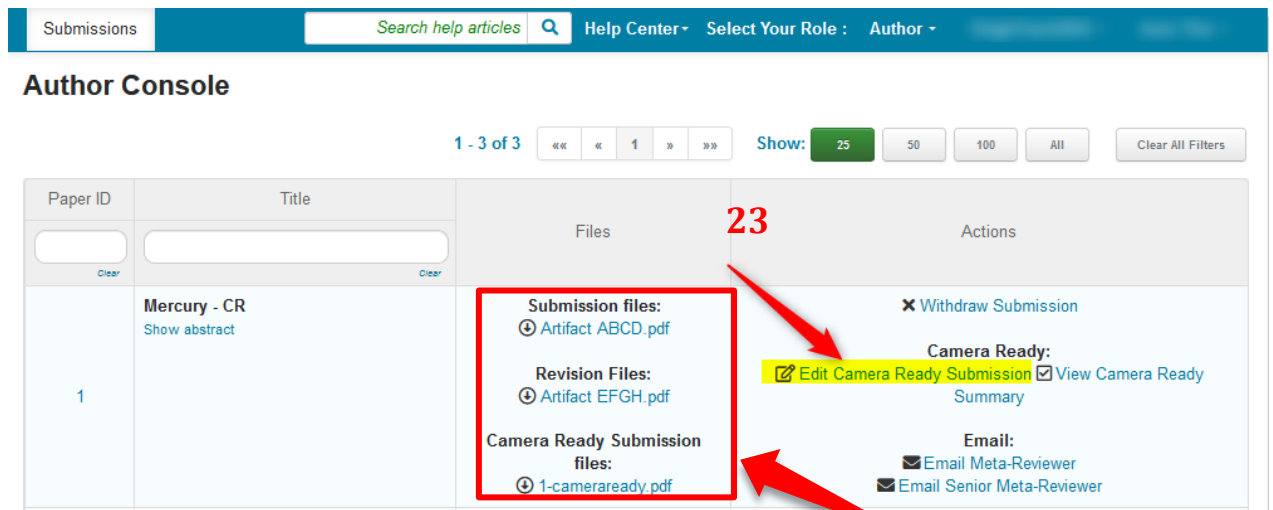 Submissions
Search help articles
Help Center
Select Your Role :
Author
Author Console
1 - 3 of 3
««
«
1
»
»»
Show:
25
50
100
All
Clear All Filters
Paper ID
Title
Files
Actions
Clear
Clear
23
1
Mercury - CR
Show abstract
Submission files:
Artifact ABCD.pdf
Revision Files:
Artifact EFGH.pdf
Camera Ready Submission
files:
1-cameraready.pdf
Withdraw Submission
Camera Ready:
Edit Camera Ready Submission View Camera Ready
Summary
Email:
Email Meta-Reviewer
Email Senior Meta-Reviewer